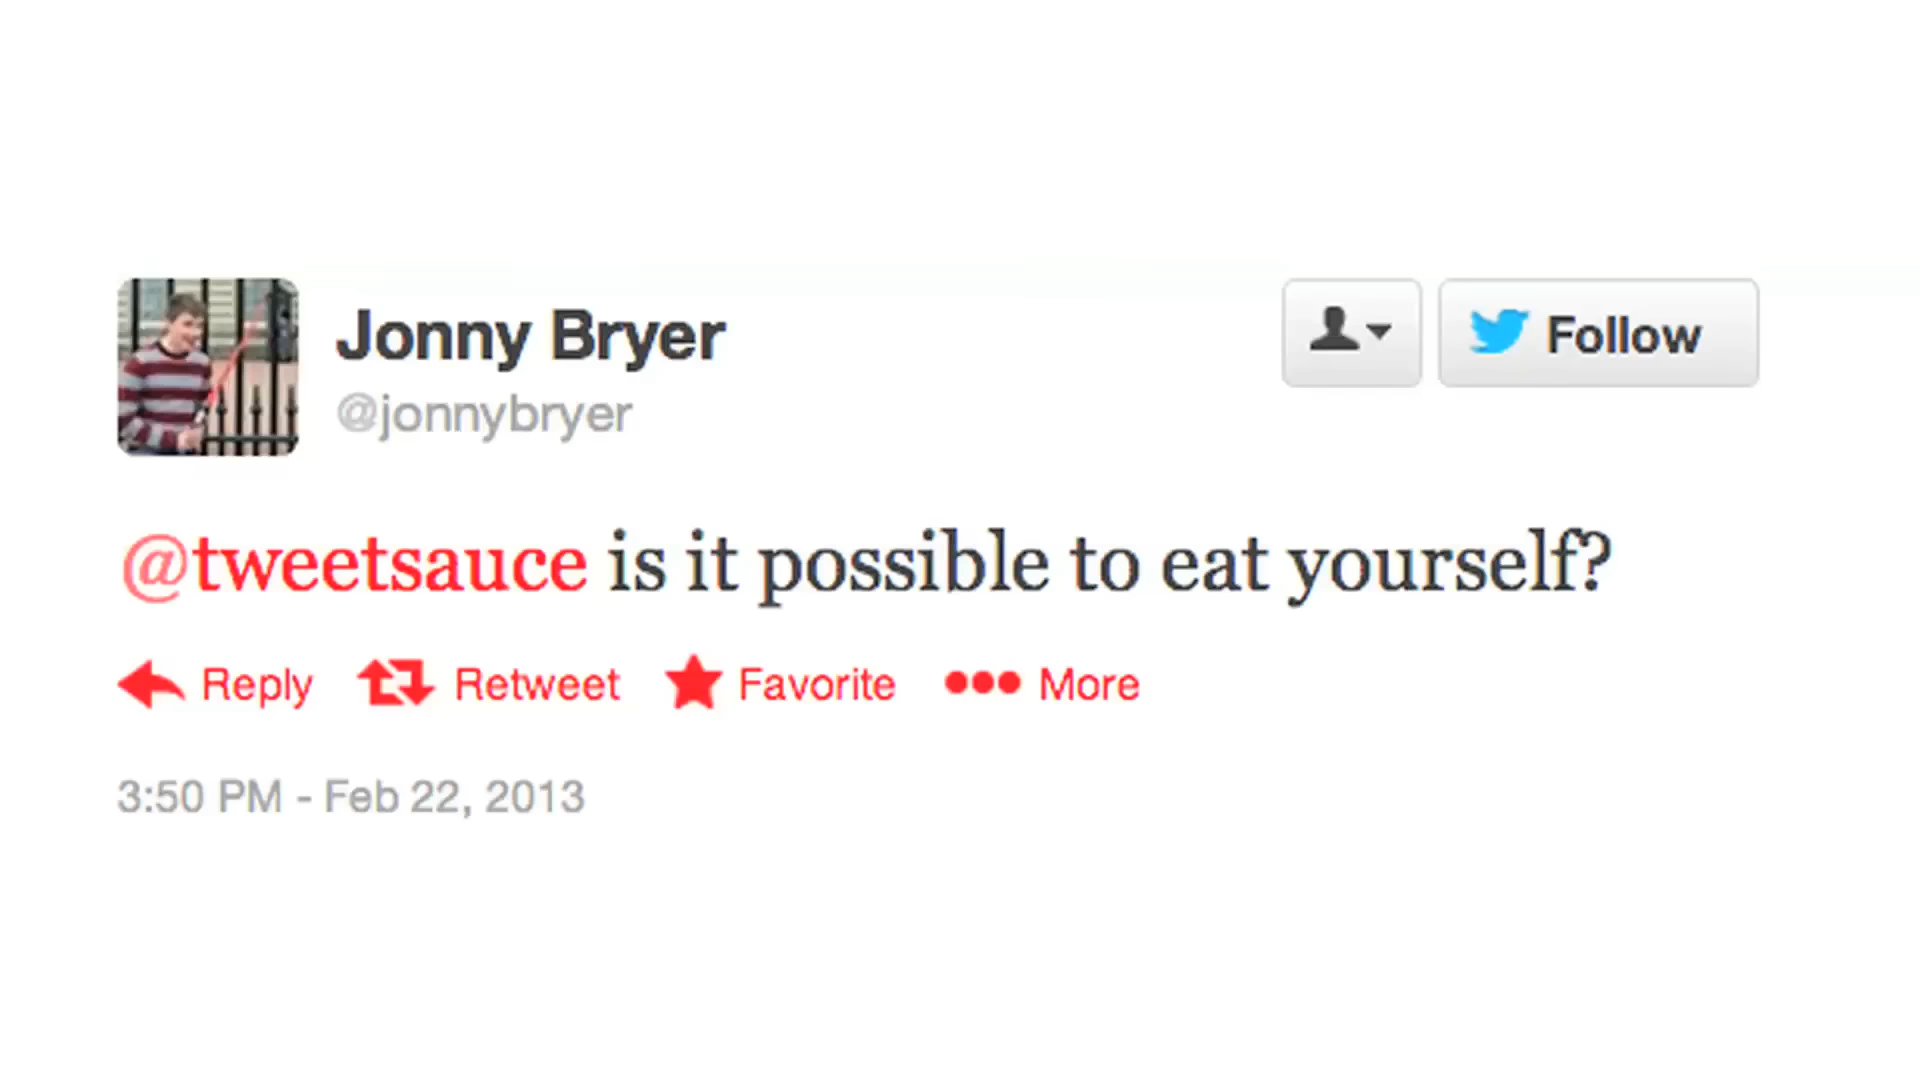 Jonny Bryer
@jonnybryer
Follow
@tweetsauce is it possible to eat yourself?
Reply Retweet Favorite More
3:50 PM - Feb 22, 2013